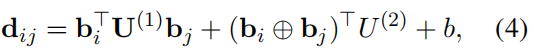 d_{ij} = b_i^⊤ U^{(1)} b_j + (b_i ⊕ b_j)^⊤ U^{(2)} + b,   (4)